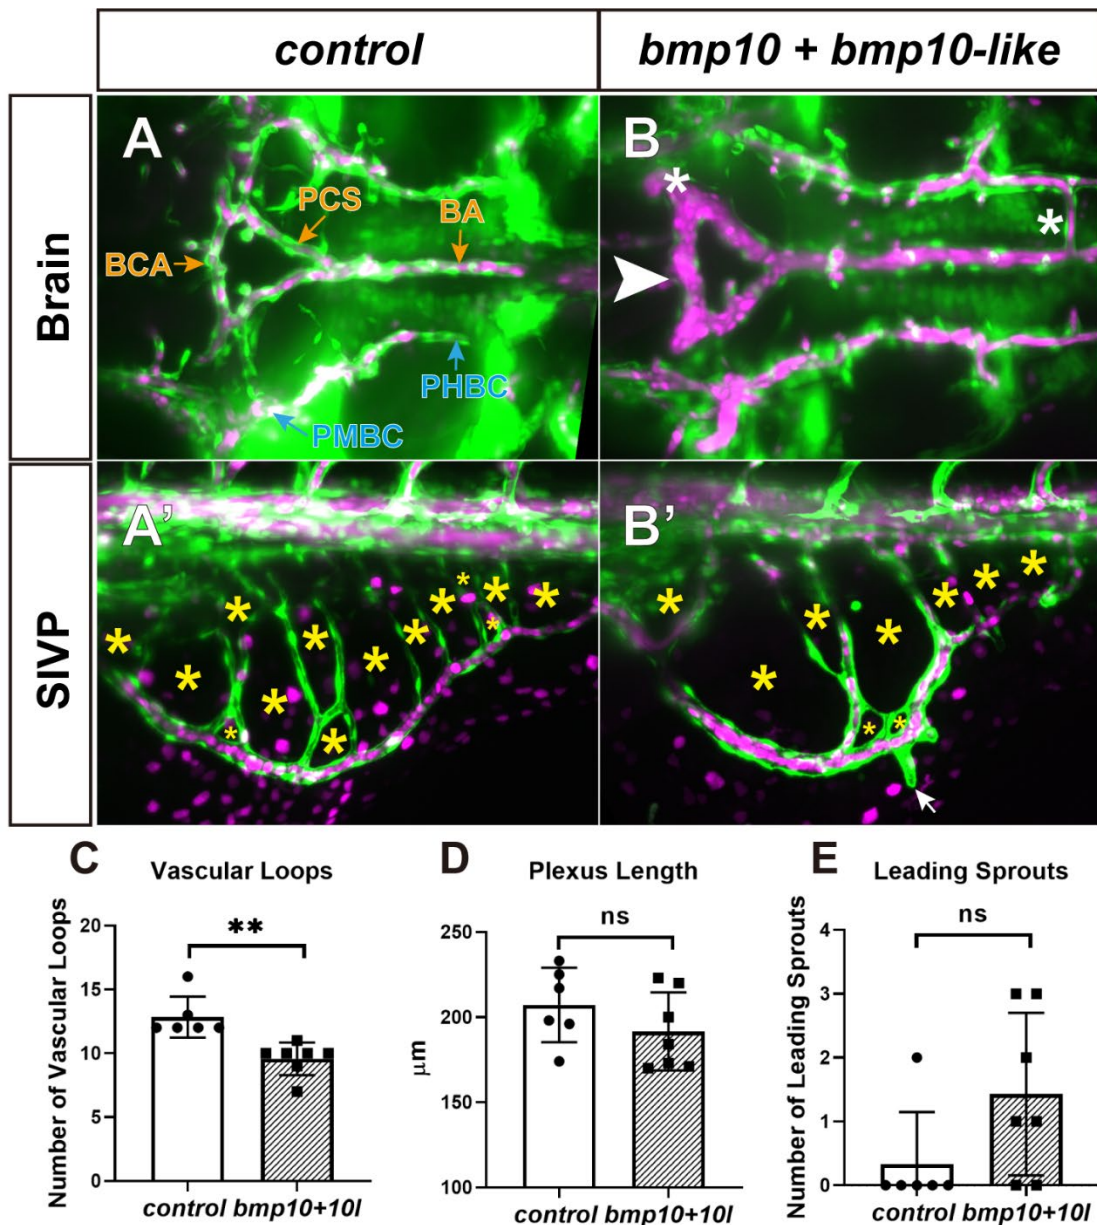 control
bmp10 + bmp10-like
Brain
A
PCS
BA
BCA
PHBC
PMBC
B
*
*
SIVP
A'
* * * * * * * * * * * * * * *
B'
* * * * * * * * * *
C
Vascular Loops
**
Number of Vascular Loops
20
15
10
5
0
control bmp10+10l
D
Plexus Length
ns
μm
250
200
150
100
control bmp10+10l
E
Leading Sprouts
ns
Number of Leading Sprouts
4
3
2
1
0
control bmp10+10l